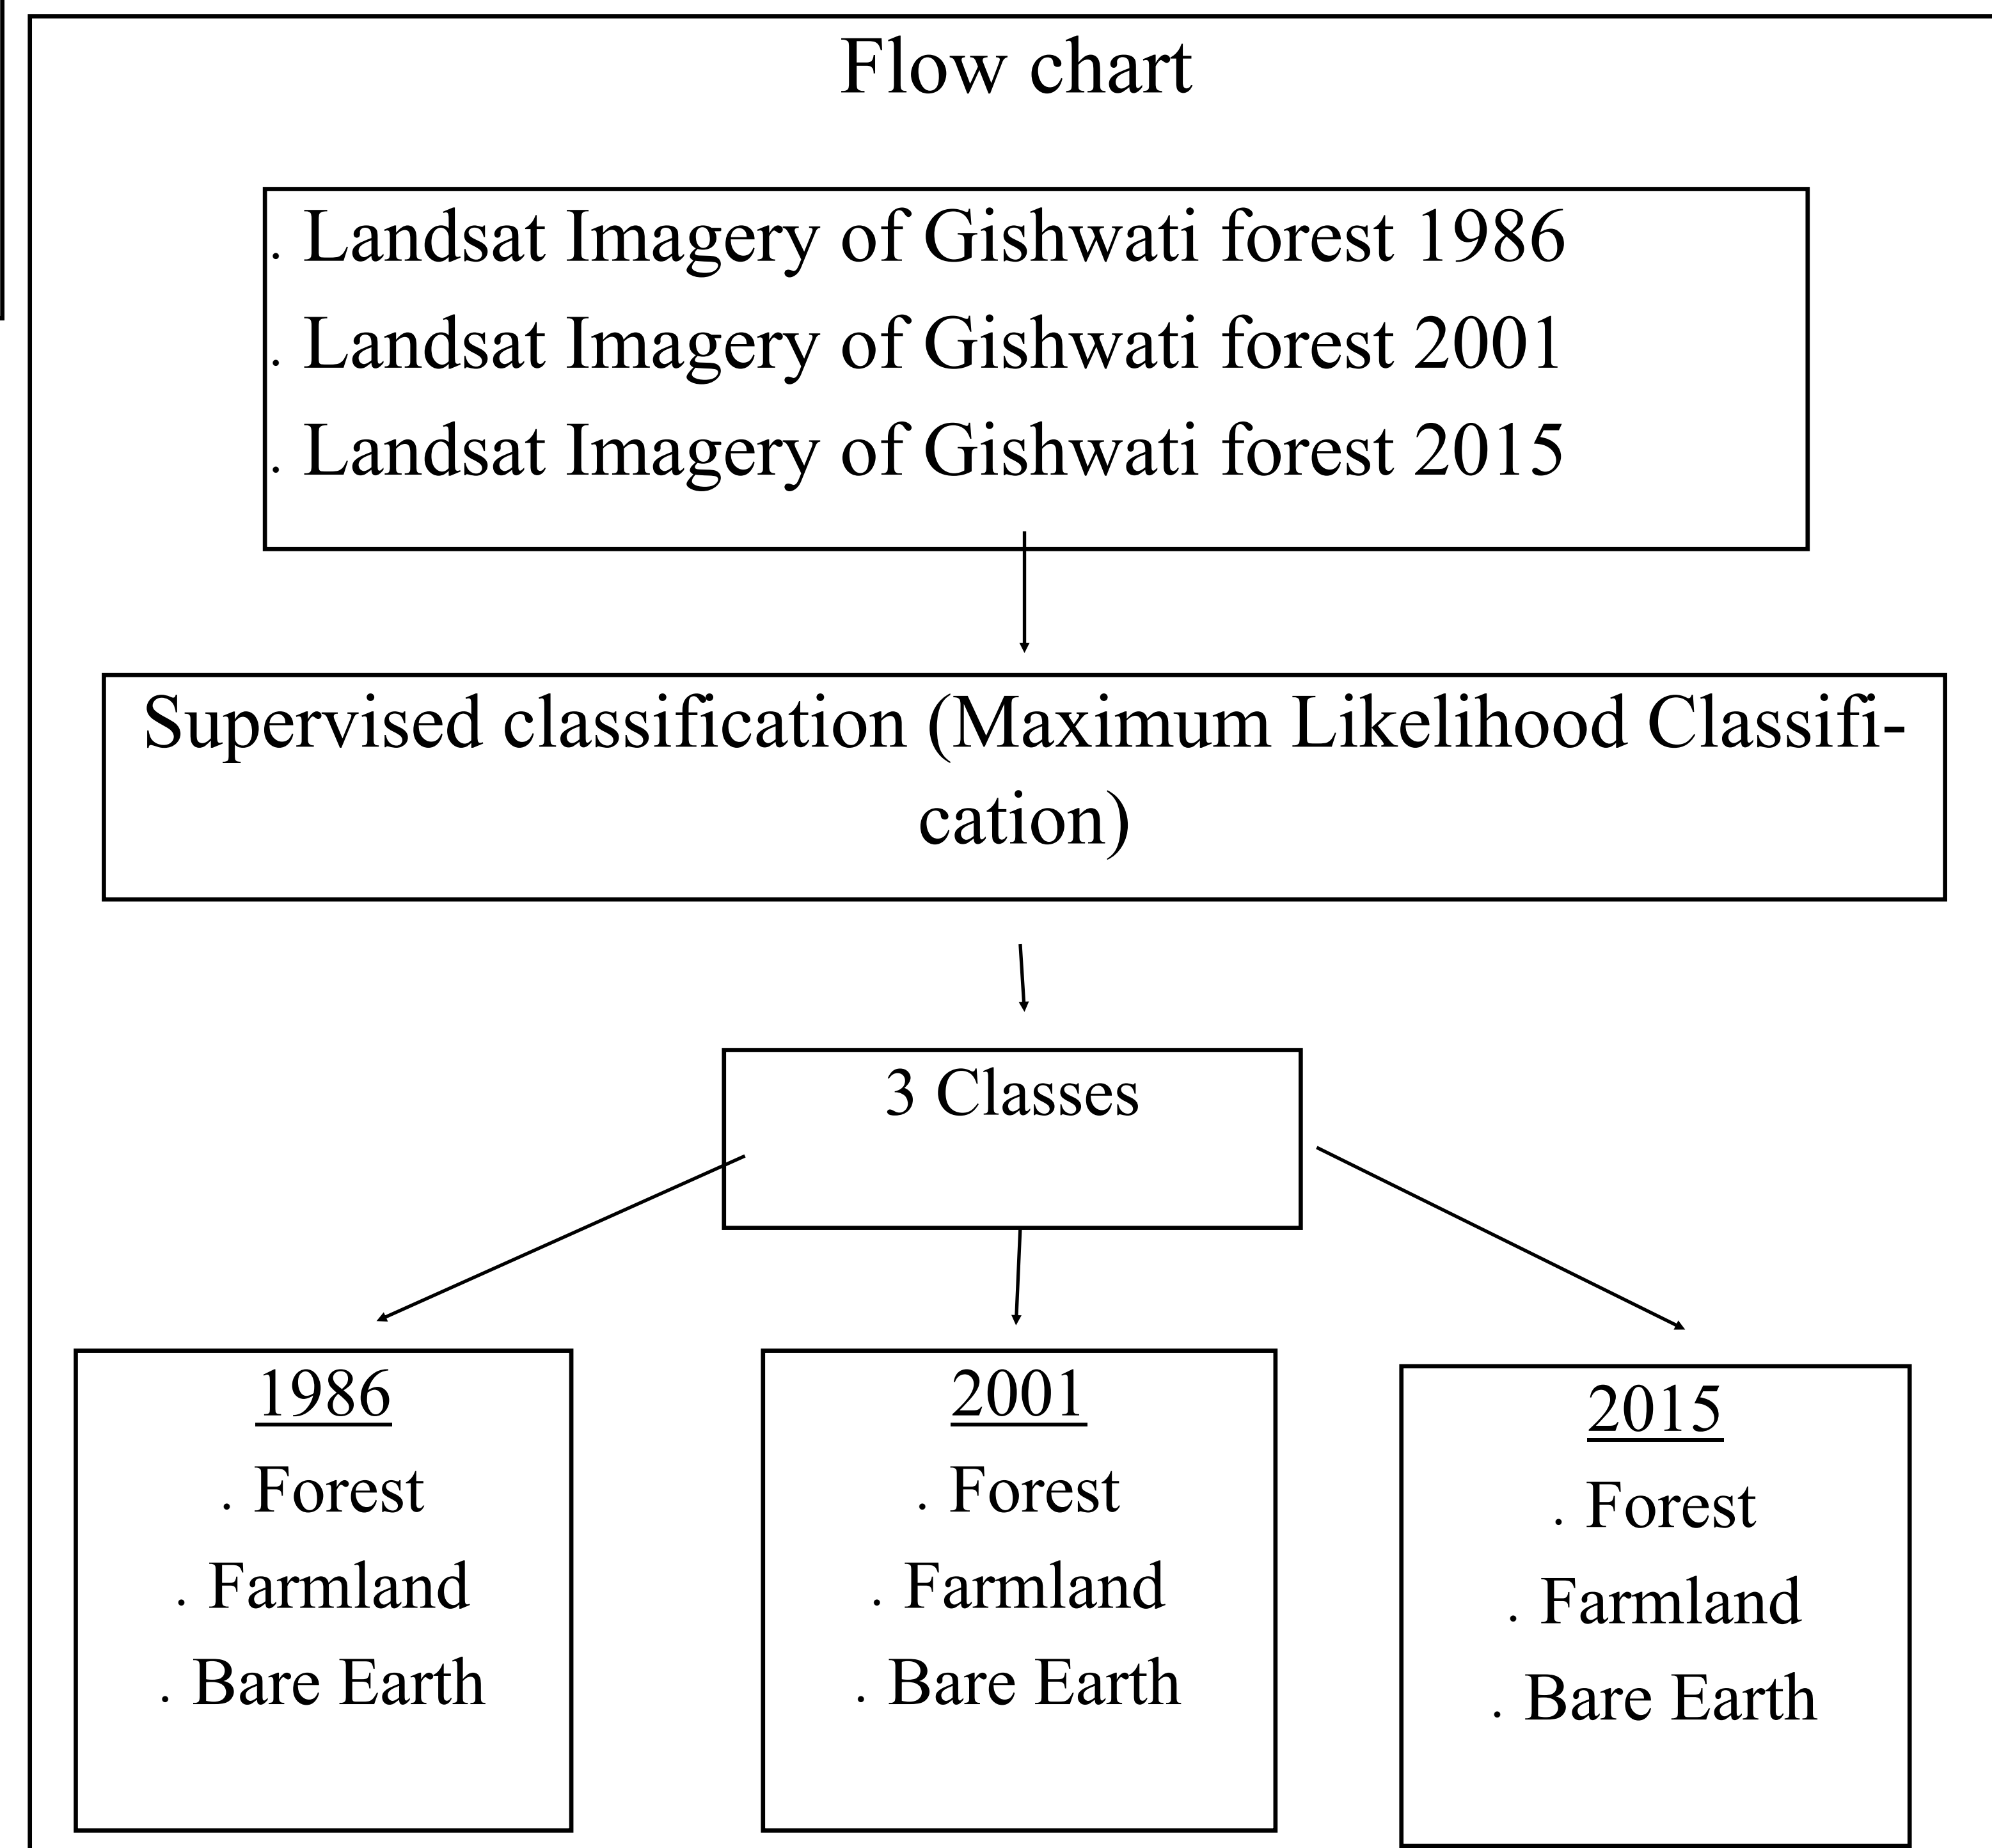 Flow chart
. Landsat Imagery of Gishwati forest 1986
. Landsat Imagery of Gishwati forest 2001
. Landsat Imagery of Gishwati forest 2015
Supervised classification (Maximum Likelihood Classifi-
cation)
3 Classes
1986
. Forest
. Farmland
. Bare Earth
2001
. Forest
. Farmland
. Bare Earth
2015
. Forest
. Farmland
. Bare Earth